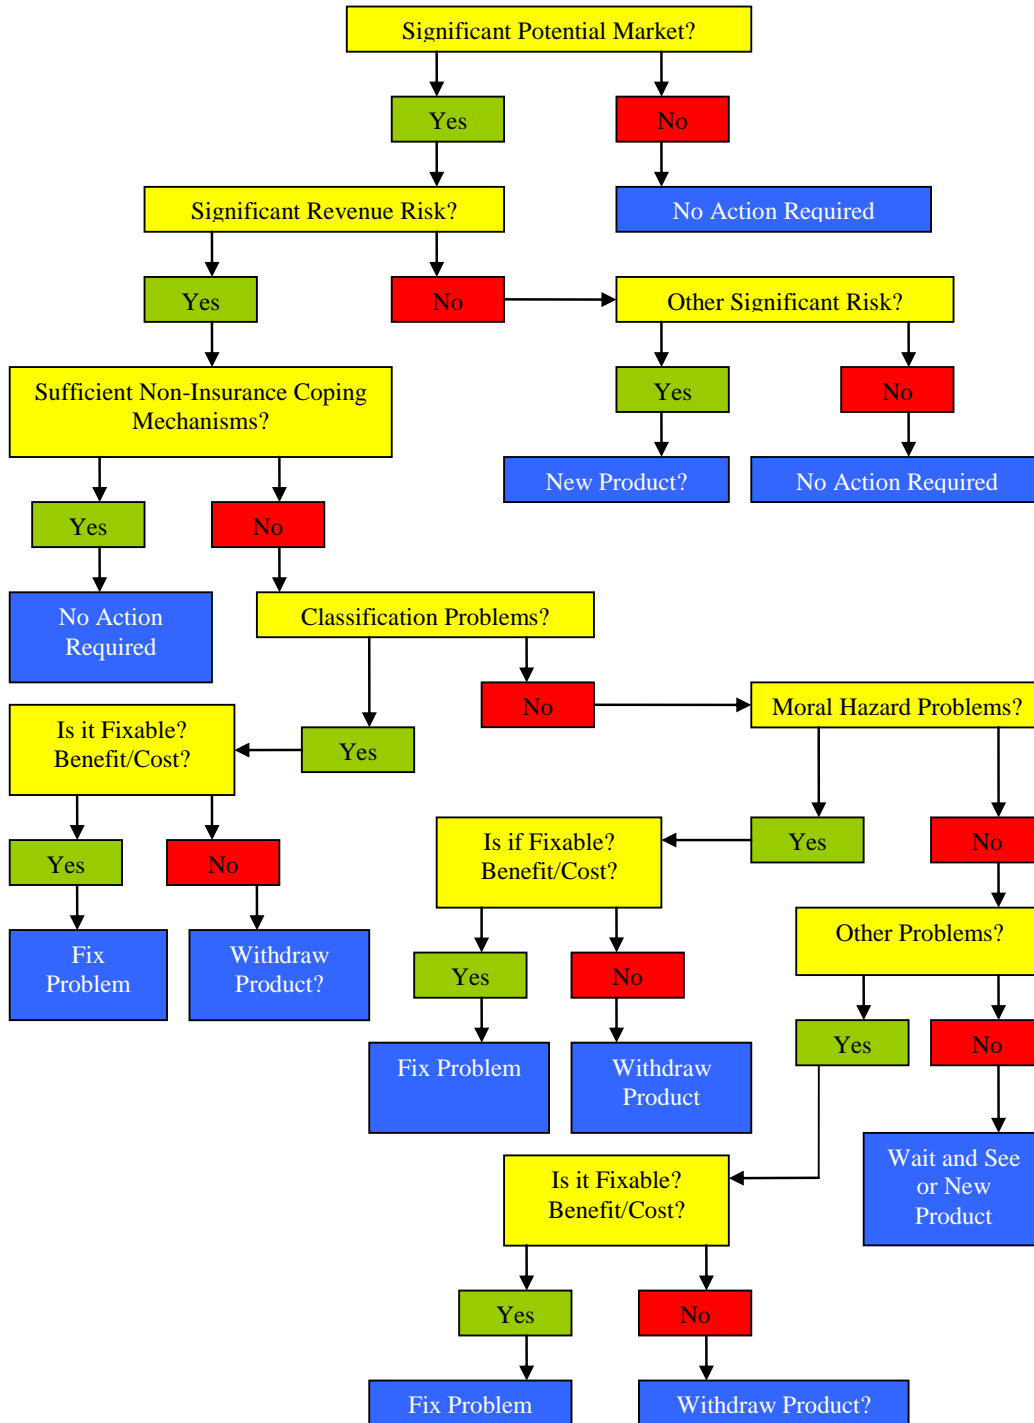 Significant Potential Market?
Yes
No
Significant Revenue Risk?
No Action Required
Yes
No
Other Significant Risk?
Sufficient Non-Insurance Coping
Mechanisms?
Yes
No
New Product?
No Action Required
Yes
No
No Action
Required
Classification Problems?
No
Moral Hazard Problems?
Is it Fixable?
Benefit/Cost?
Yes
Yes
No
Is if Fixable?
Benefit/Cost?
Yes
No
Fix
Problem
Withdraw
Product?
Other Problems?
Yes
No
Yes
No
Fix Problem
Withdraw
Product
Wait and See
or New
Product
Is it Fixable?
Benefit/Cost?
Yes
No
Fix Problem
Withdraw Product?